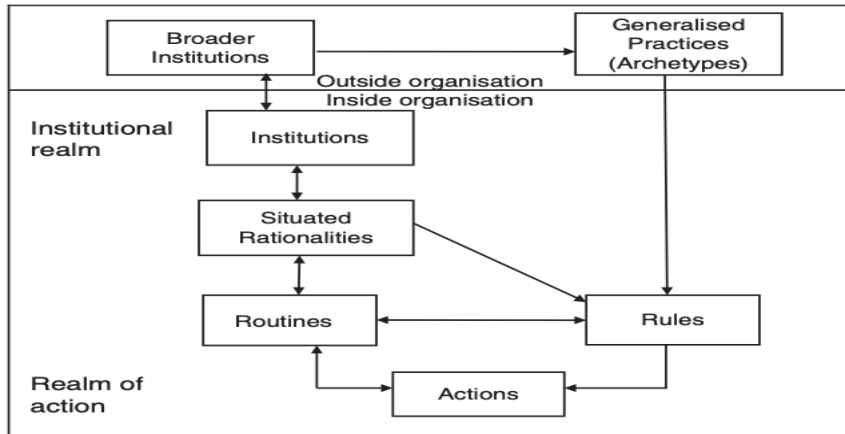 Broader
Institutions
Generalised
Practices
(Archetypes)
Outside organisation
Inside organisation
Institutional
realm
Institutions
Situated
Rationalities
Routines
Rules
Realm of
action
Actions